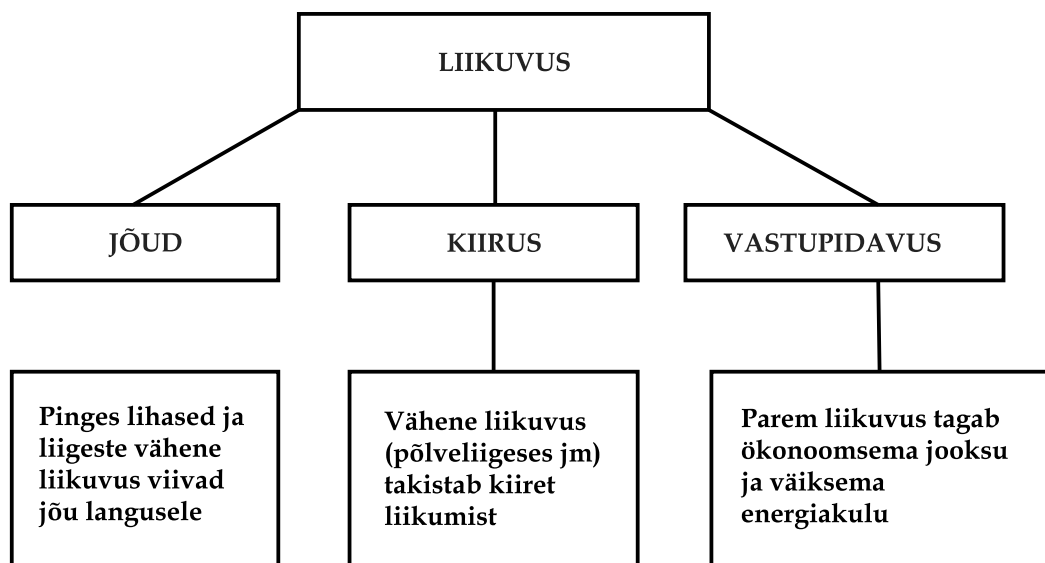 LIIKUVUS
JÕUD
KIIRUS
VASTUPIDAVUS
Pinges lihased ja
liigeste vähene
liikuvus viivad
jõu langusele
Vähene liikuvus
(põlveliigeses jm)
takistab kiiret
liikumist
Parem liikuvus tagab
ökonoomsema jooksu
ja väiksema
energiakulu